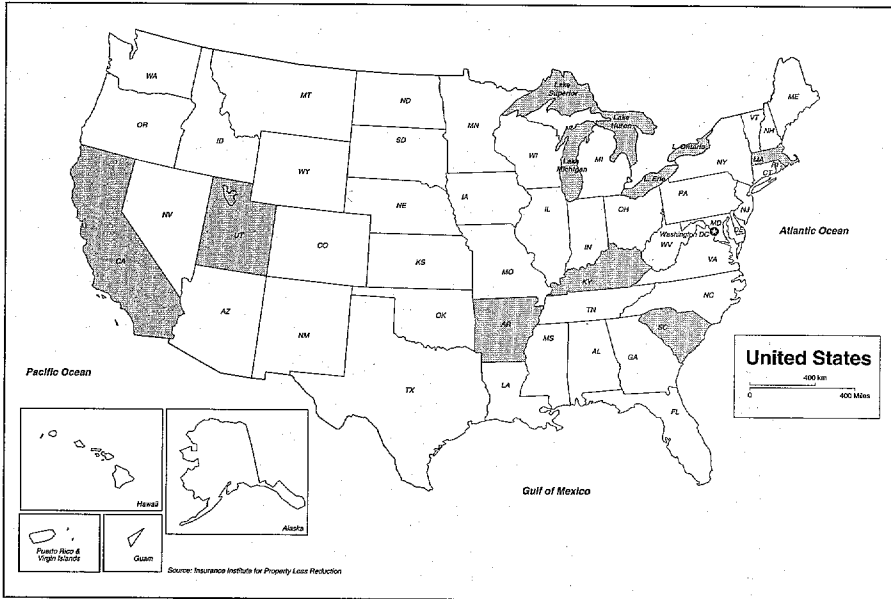 WA
OR
ID
MT
WY
ND
SD
NE
KS
OK
TX
MN
IA
MO
AR
LA
WI
IL
MI
MI
IN
OH
KY
TN
MS
AL
GA
FL
SC
NC
VA
WV
MD
DE
NJ
PA
NY
CT
RI
MA
VT
NH
ME
CA
NV
UT
AZ
CO
NM
Lake
Superior
Lake
Huron
Lake
Michigan
L. Ontario
L. Erie
Washington DC
Atlantic Ocean
Pacific Ocean
Gulf of Mexico
United States
400 km
0
400 Miles
Hawaii
Alaska
Puerto Rico &
Virgin Islands
Guam
Source: Insurance Institute for Property Loss Reduction